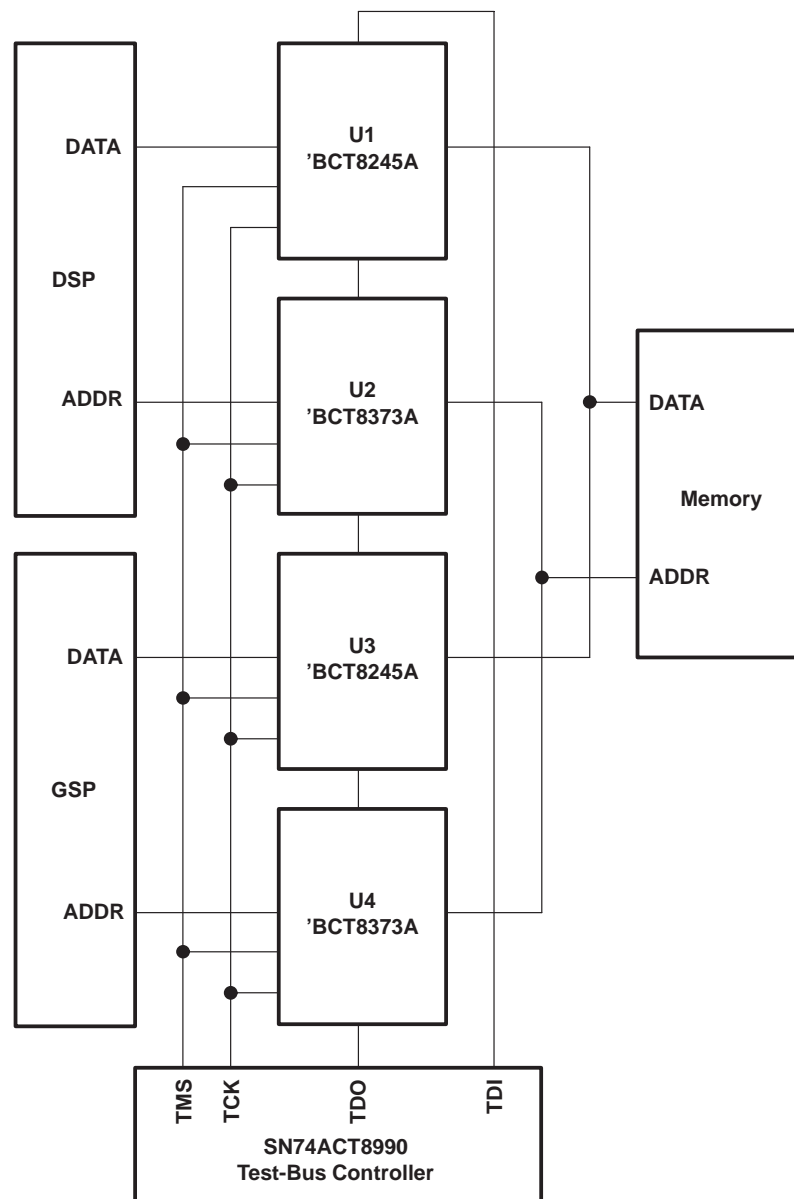 U1
’BCT8245A
DATA
DSP
ADDR
U2
’BCT8373A
DATA
Memory
ADDR
U3
’BCT8245A
DATA
GSP
ADDR
U4
’BCT8373A
TMS
TCK
TDO
TDI
SN74ACT8990
Test-Bus Controller